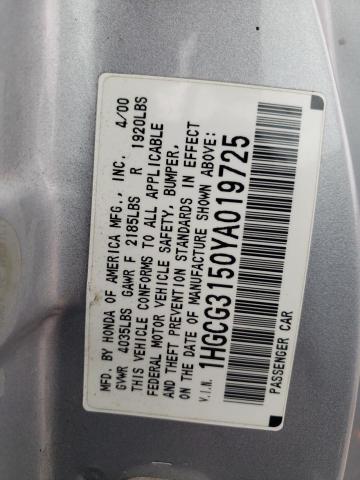 MFD. BY HONDA OF AMERICA MFG., INC. 4/00
GVWR 4035LBS GAWR F 2185LBS R 1920LBS
THIS VEHICLE CONFORMS TO ALL APPLICABLE
FEDERAL MOTOR VEHICLE SAFETY, BUMPER,
AND THEFT PREVENTION STANDARDS IN EFFECT
ON THE DATE OF MANUFACTURE SHOWN ABOVE:
V.I.N. 1HGCG3150YA019725
PASSENGER CAR